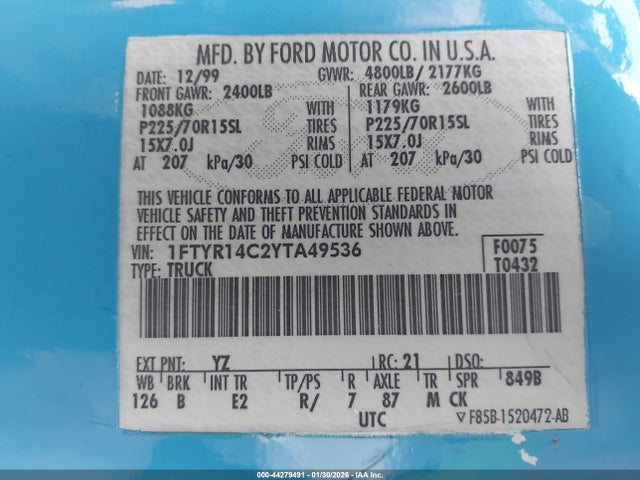 MFD. BY FORD MOTOR CO. IN U.S.A.
DATE: 12/99 GVWR: 4800LB/ 2177KG
FRONT GAWR: 2400LB REAR GAWR: 2600LB
1088KG WITH 1179KG WITH
P225/70R15SL TIRES P225/70R15SL TIRES
15X7.0J RIMS 15X7.0J RIMS
AT 207 kPa/30 PSI COLD AT 207 kPa/30 PSI COLD
THIS VEHICLE CONFORMS TO ALL APPLICABLE FEDERAL MOTOR
VEHICLE SAFETY AND THEFT PREVENTION STANDARDS IN
EFFECT ON THE DATE OF MANUFACTURE SHOWN ABOVE.
VIN: 1FTYR14C2YTA49536 F0075
TYPE: TRUCK T0432
EXT PNT: YZ RC: 21 DSO:
WB BRK INT TR TP/PS R AXLE TR SPR 849B
126 B E2 R/ 7 87 M CK
UTC F85B-1520472-AB
000-44279491 - 01/30/2026 - IAA, Inc.